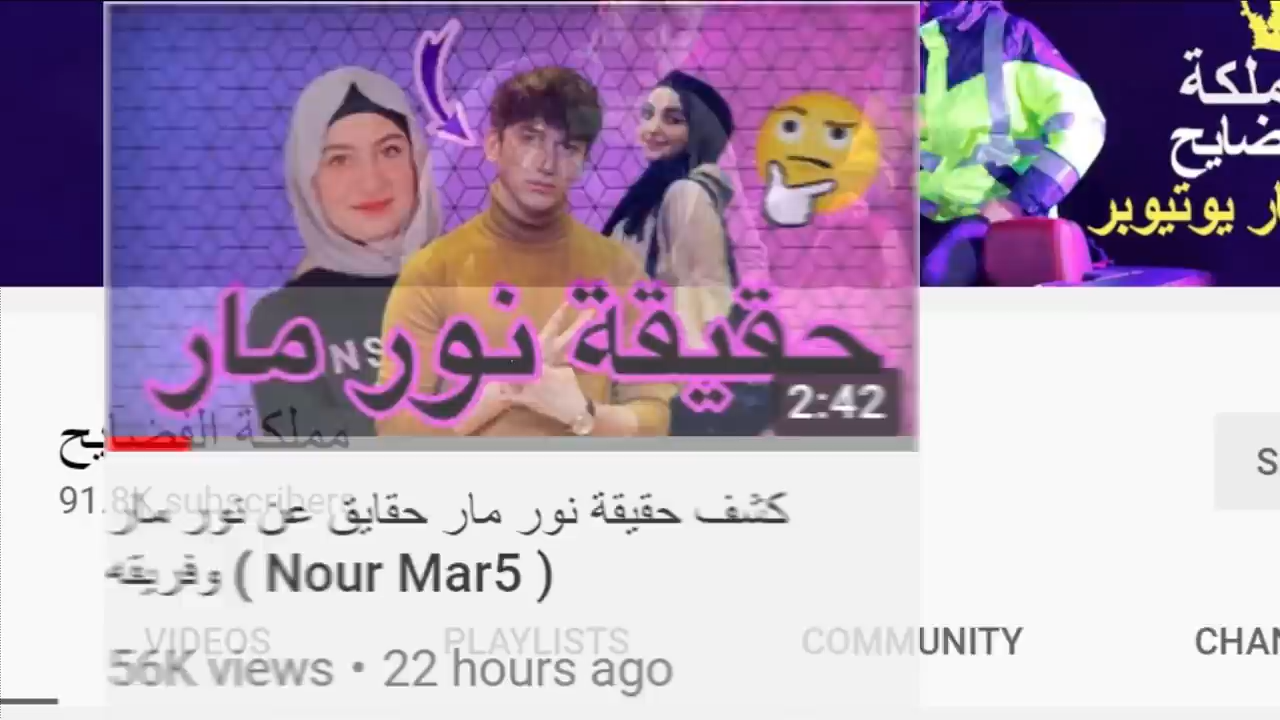 ملكة
ضايح
ار يوتيوبر
NS
حقيقة نور مار
2:42
مملكة الفضايح
91.8K subscribers
S
كشف حقيقة نور مار حقايق عن نور مار
وفريقه ( Nour Mar5 )
VIDEOS PLAYLISTS COMMUNITY CHAN
56K views • 22 hours ago